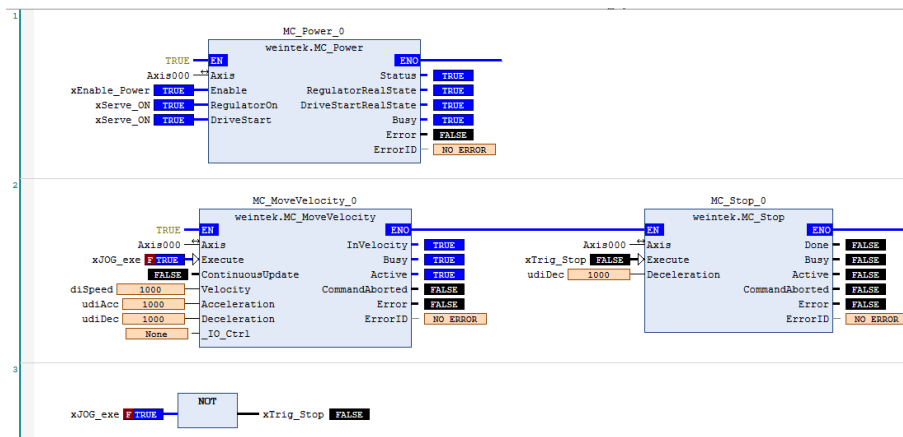 1
MC_Power_0
weintek.MC_Power
TRUE EN ENO
Axis000 Axis Status TRUE
xEnable_Power TRUE Enable RegulatorRealState TRUE
xServe_ON TRUE RegulatorOn DriveStartRealState TRUE
xServe_ON TRUE DriveStart Busy TRUE
Error FALSE
ErrorID NO ERROR
2
MC_MoveVelocity_0 MC_Stop_0
weintek.MC_MoveVelocity weintek.MC_Stop
TRUE EN ENO EN ENO
Axis000 Axis InVelocity TRUE Axis000 Axis Done FALSE
xJOG_exe F TRUE Execute Busy TRUE xTrig_Stop FALSE Execute Busy FALSE
FALSE ContinuousUpdate Active TRUE udiDec 1000 Deceleration Active FALSE
diSpeed 1000 Velocity CommandAborted FALSE CommandAborted FALSE
udiAcc 1000 Acceleration Error FALSE Error FALSE
udiDec 1000 Deceleration ErrorID NO ERROR ErrorID NO ERROR
None _IO_Ctrl
3
NOT
xJOG_exe F TRUE xTrig_Stop FALSE